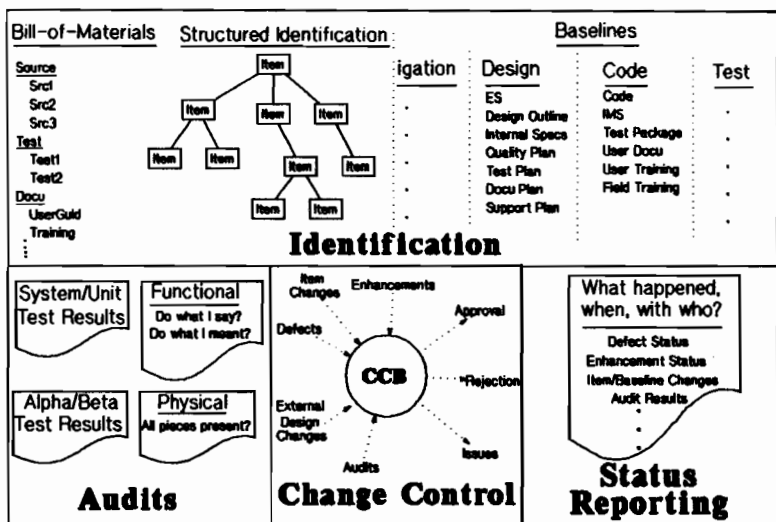 Bill-of-Materials
Source
Src1
Src2
Src3
Test
Test1
Test2
Docu
UserGuid
Training
Structured Identification
Item
Item Item Item
Item Item Item Item
Item Item
Baselines
igation
Design
ES
Design Outline
Internal Specs
Quality Plan
Test Plan
Docu Plan
Support Plan
Code
Code
IMS
Test Package
User Docu
User Training
Field Training
Test
Identification
System/Unit
Test Results
Functional
Do what I say?
Do what I meant?
Alpha/Beta
Test Results
Physical
All pieces present?
Audits
Item
Changes
Enhancements
Approval
Defects
CCB
Rejection
External
Design
Changes
Audits
Issues
Change Control
What happened,
when, with who?
Defect Status
Enhancement Status
Item/Baseline Changes
Audit Results
Status
Reporting